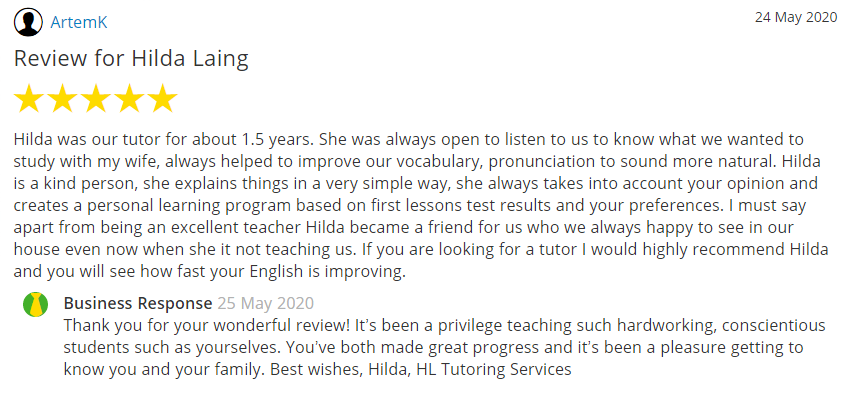 ArtemK
24 May 2020
Review for Hilda Laing
Hilda was our tutor for about 1.5 years. She was always open to listen to us to know what we wanted to
study with my wife, always helped to improve our vocabulary, pronunciation to sound more natural. Hilda
is a kind person, she explains things in a very simple way, she always takes into account your opinion and
creates a personal learning program based on first lessons test results and your preferences. I must say
apart from being an excellent teacher Hilda became a friend for us who we always happy to see in our
house even now when she it not teaching us. If you are looking for a tutor I would highly recommend Hilda
and you will see how fast your English is improving.
Business Response 25 May 2020
Thank you for your wonderful review! It’s been a privilege teaching such hardworking, conscientious
students such as yourselves. You’ve both made great progress and it’s been a pleasure getting to
know you and your family. Best wishes, Hilda, HL Tutoring Services